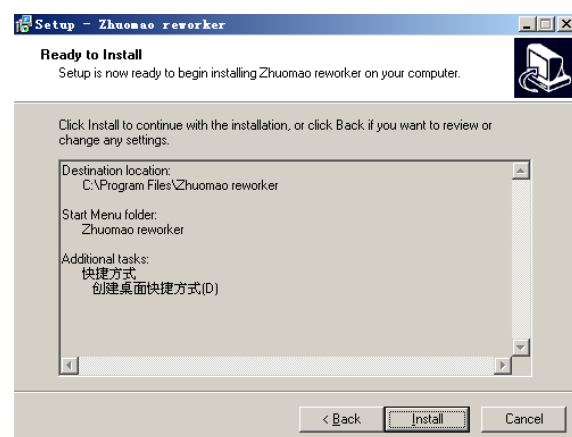 Setup - Zhuomao reworker
Ready to Install
Setup is now ready to begin installing Zhuomao reworker on your computer.
Click Install to continue with the installation, or click Back if you want to review or
change any settings.
Destination location:
C:\Program Files\Zhuomao reworker
Start Menu folder:
Zhuomao reworker
Additional tasks:
快捷方式
创建桌面快捷方式(D)
< Back
Install
Cancel